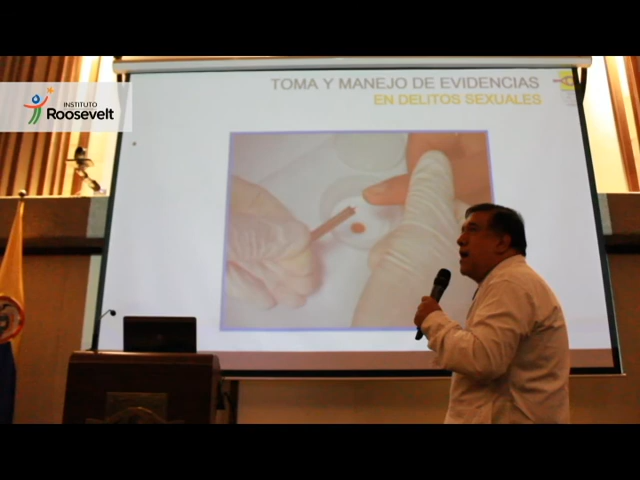 INSTITUTO
Roosevelt
TOMA Y MANEJO DE EVIDENCIAS
EN DELITOS SEXUALES